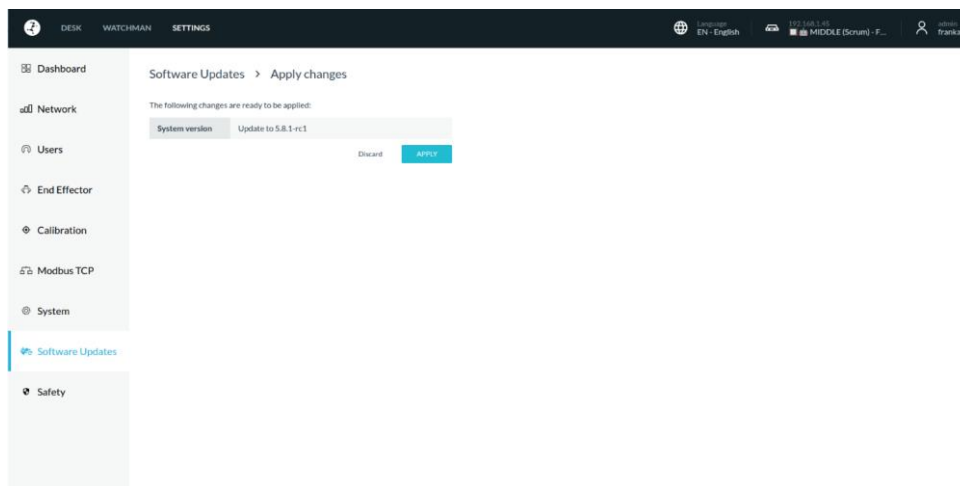 DESK WATCHMAN SETTINGS
Language
EN - English
192.168.1.45
MIDDLE (Scrum) - F...
admin
franka
Dashboard
Network
Users
End Effector
Calibration
Modbus TCP
System
Software Updates
Safety
Software Updates > Apply changes
The following changes are ready to be applied:
System version Update to 5.8.1-rc1
Discard APPLY